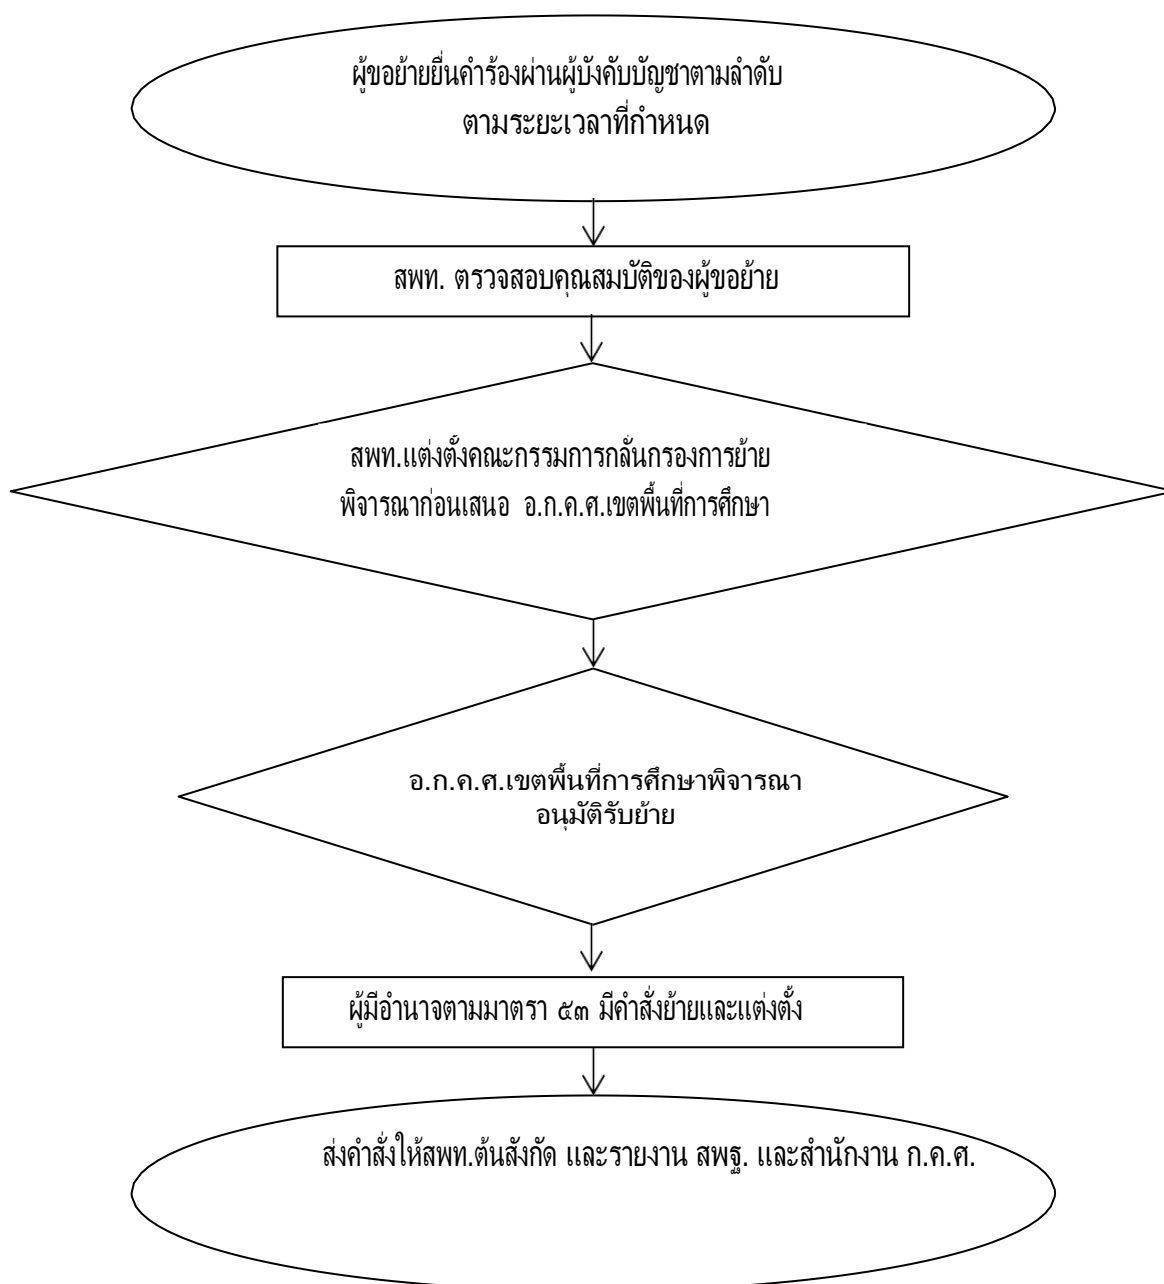 ผู้ขอย้ายยื่นคำร้องผ่านผู้บังคับบัญชาตามลำดับ
ตามระยะเวลาที่กำหนด
สพท. ตรวจสอบคุณสมบัติของผู้ขอย้าย
สพท.แต่งตั้งคณะกรรมการกลั่นกรองการย้าย
พิจารณาก่อนเสนอ อ.ก.ค.ศ.เขตพื้นที่การศึกษา
อ.ก.ค.ศ.เขตพื้นที่การศึกษาพิจารณา
อนุมัติรับย้าย
ผู้มีอำนาจตามมาตรา ๕๓ มีคำสั่งย้ายและแต่งตั้ง
ส่งคำสั่งให้สพท.ต้นสังกัด และรายงาน สพฐ. และสำนักงาน ก.ค.ศ.